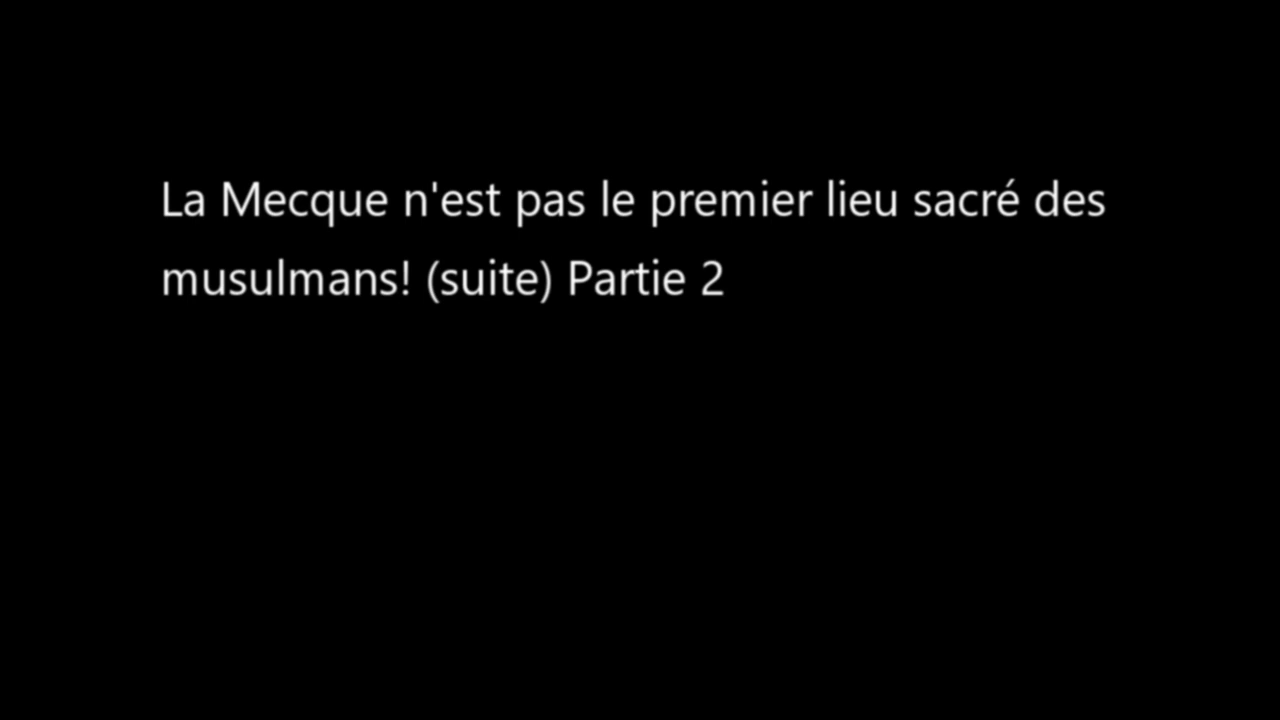 La Mecque n'est pas le premier lieu sacré des
musulmans! (suite) Partie 2